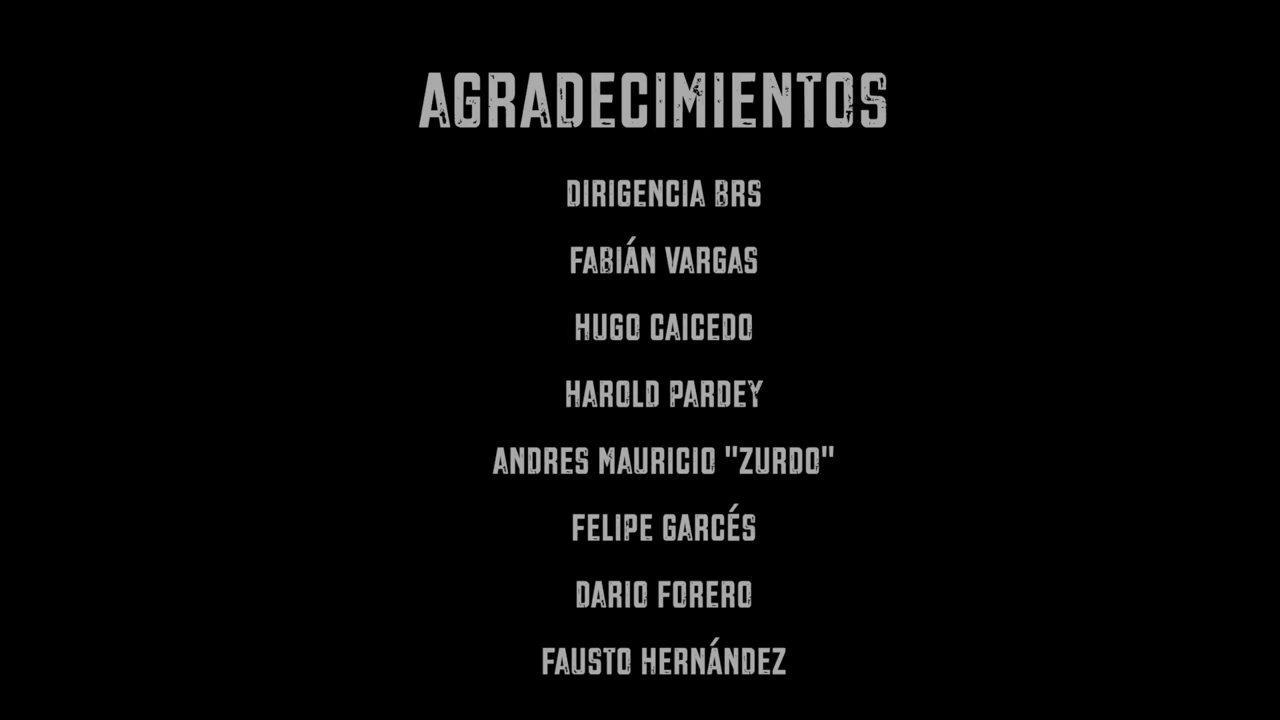 AGRADECIMIENTOS
DIRIGENCIA BRS
FABIÁN VARGAS
HUGO CAICEDO
HAROLD PARDEY
ANDRES MAURICIO "ZURDO"
FELIPE GARCÉS
DARIO FORERO
FAUSTO HERNÁNDEZ